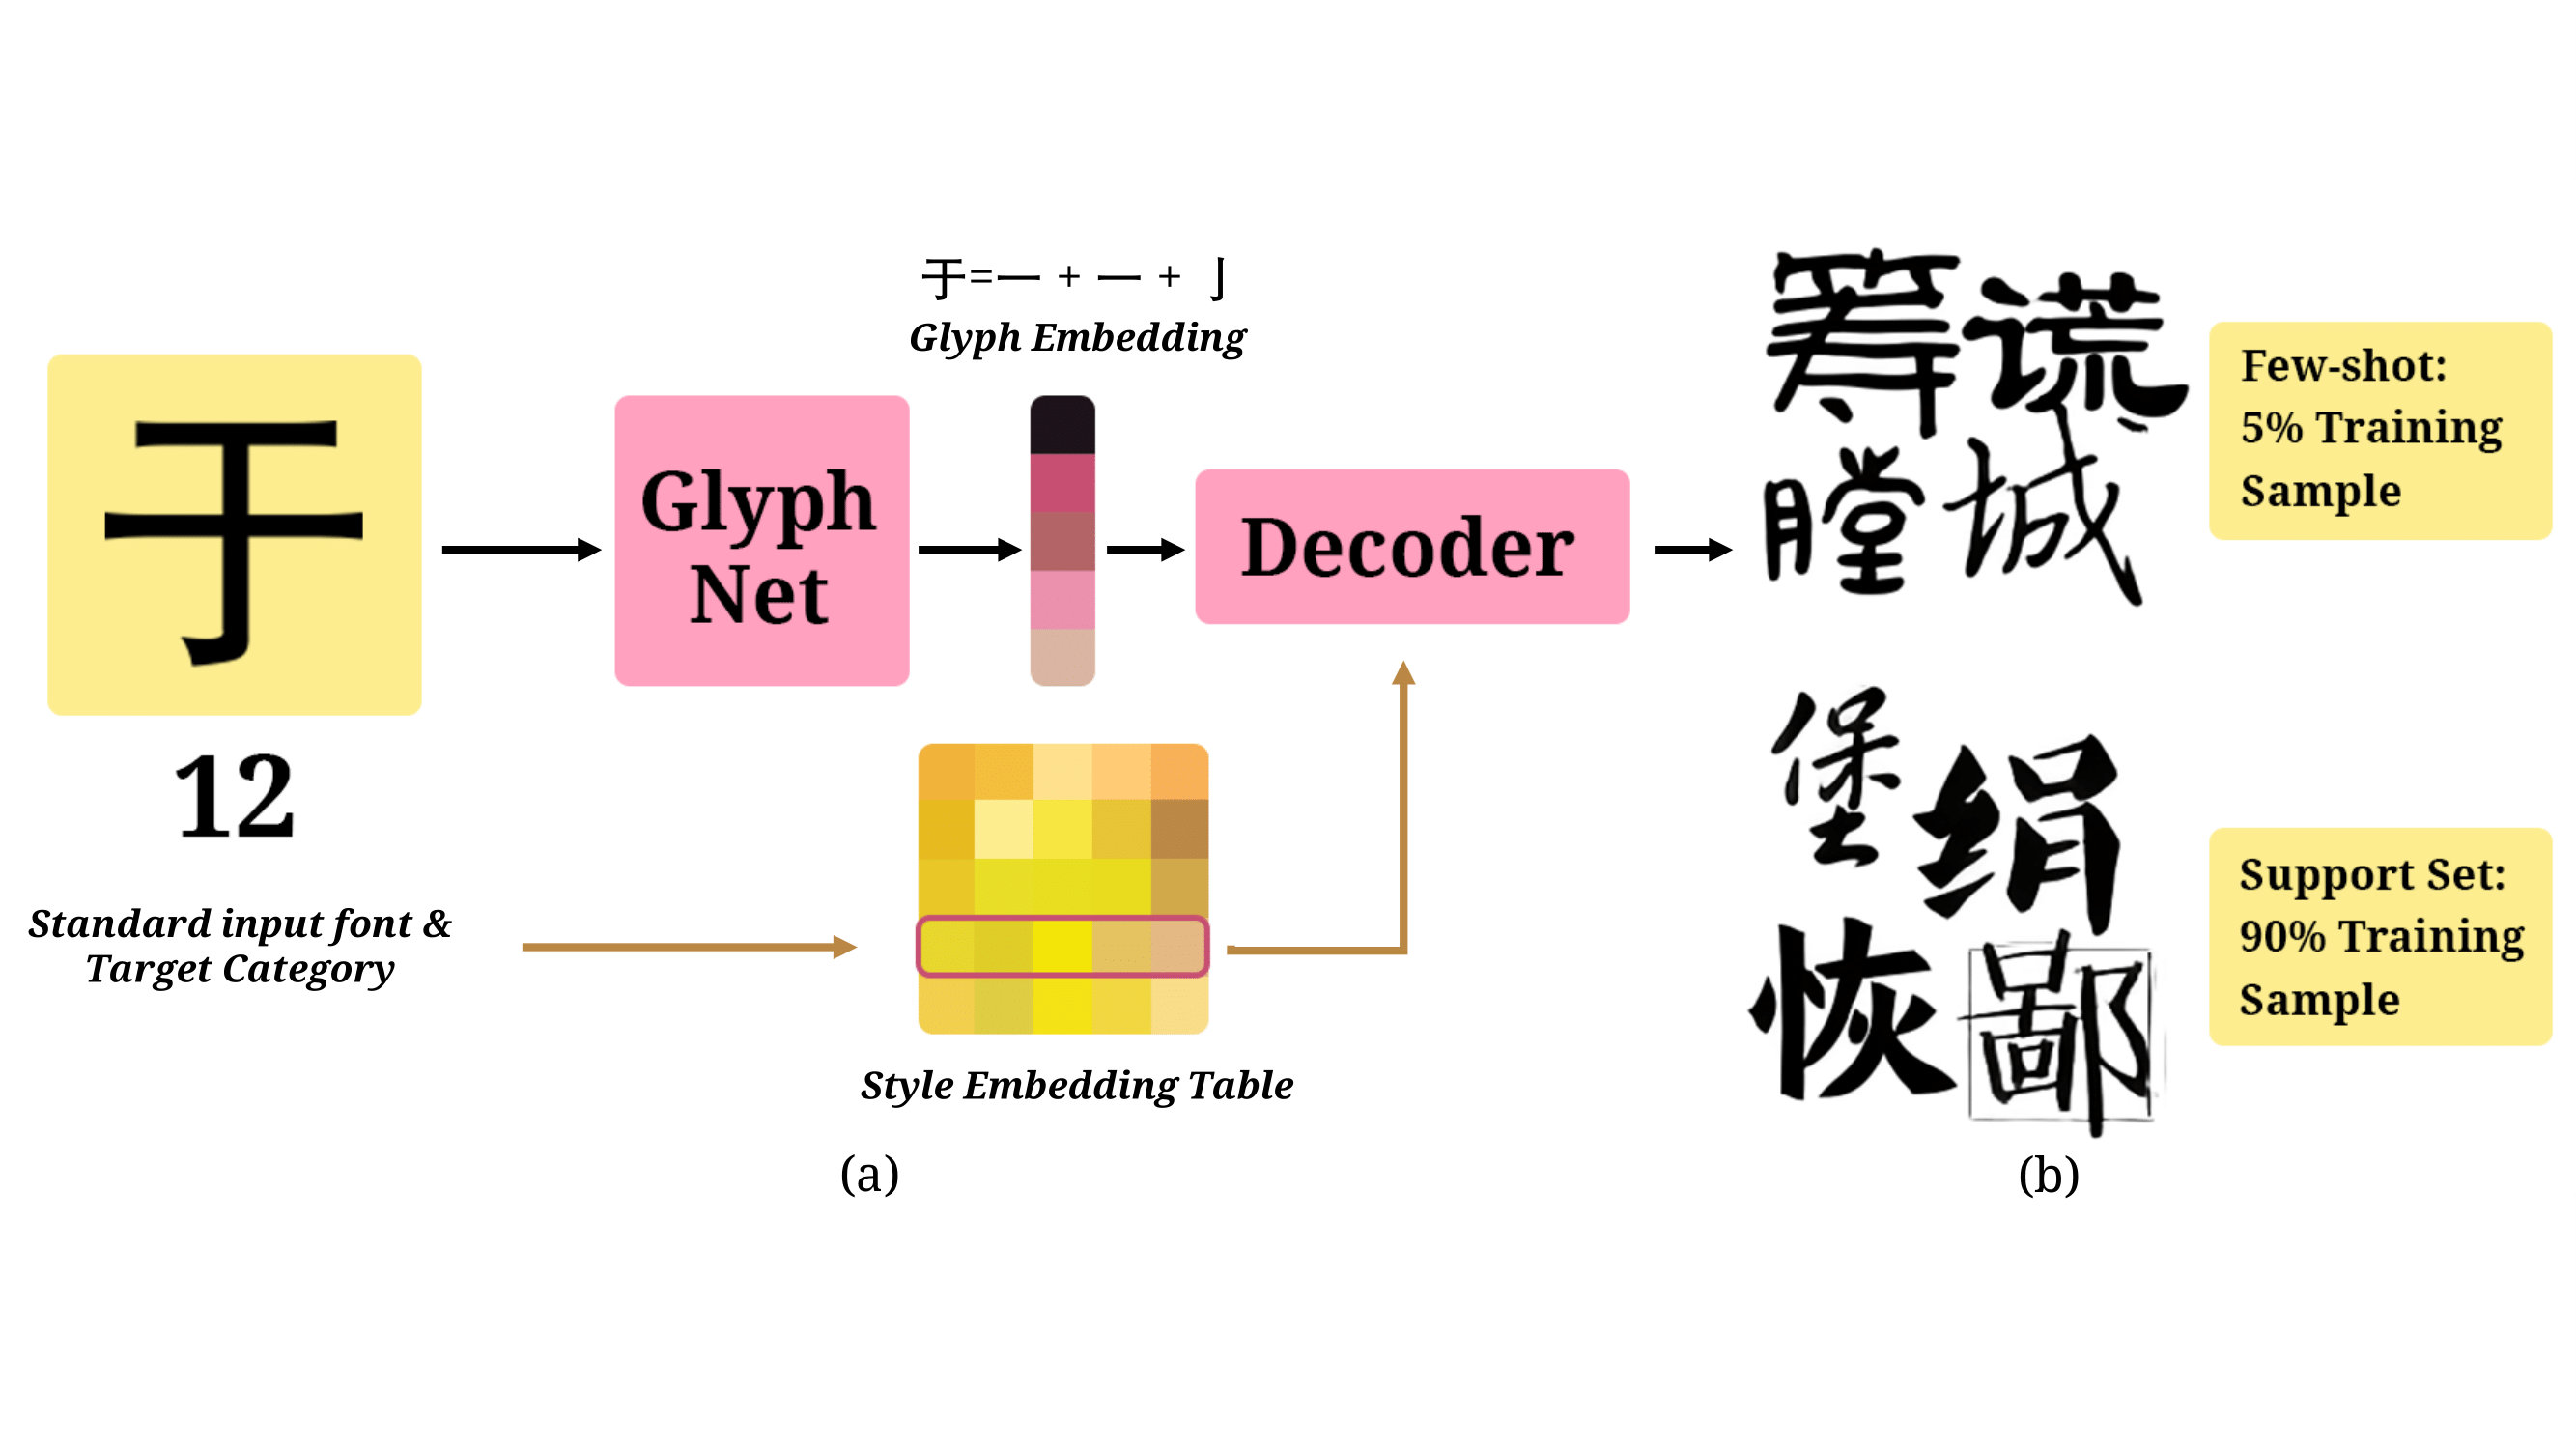 于
12
Standard input font &
Target Category
Glyph
Net
于=一 + 一 + 亅
Glyph Embedding
Decoder
Style Embedding Table
(a)
筹谎
瞠城
Few-shot:
5% Training
Sample
堡绢
恢鄙
Support Set:
90% Training
Sample
(b)